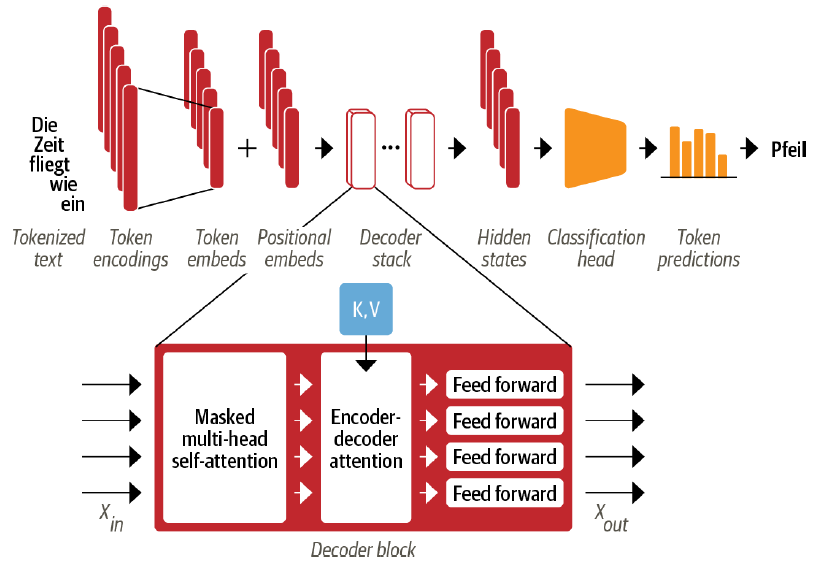 Die
Zeit
fliegt
wie
ein
+
...
Pfeil
Tokenized
text
Token
encodings
Token
embeds
Positional
embeds
Decoder
stack
Hidden
states
Classification
head
Token
predictions
K,V
Masked
multi-head
self-attention
Encoder-
decoder
attention
Feed forward
Feed forward
Feed forward
Feed forward
X in
X out
Decoder block